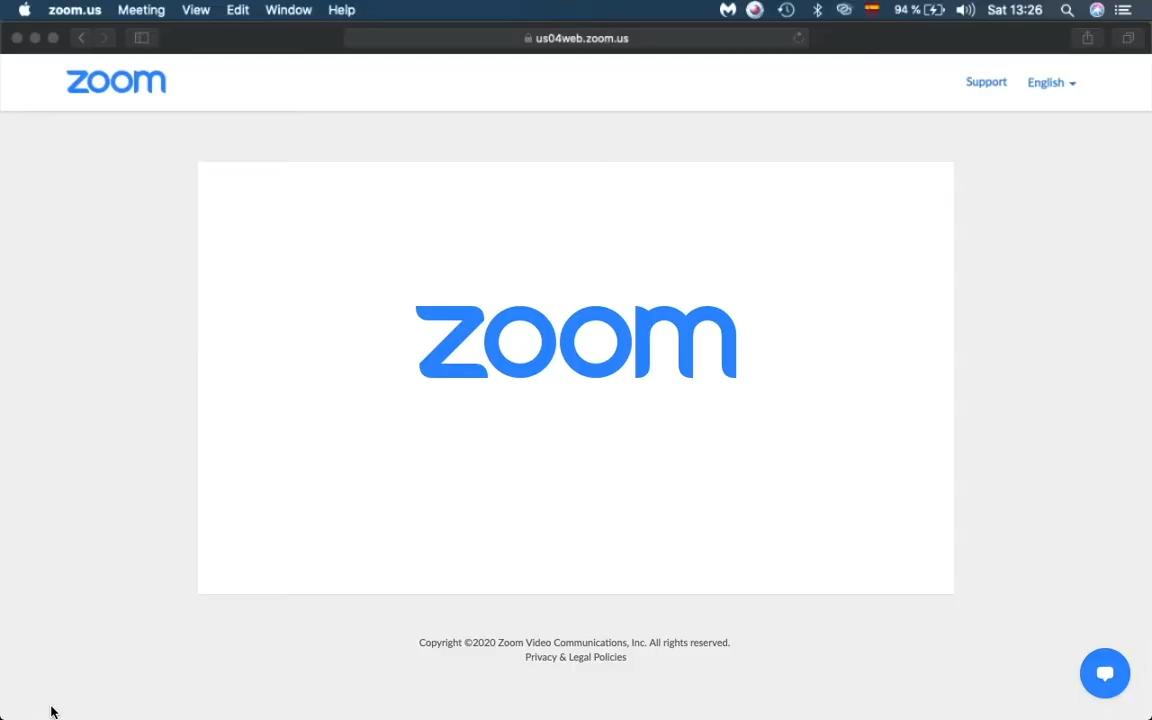 zoom.us Meeting View Edit Window Help 94 % Sat 13:26
us04web.zoom.us
zoom
Support English
zoom
Copyright ©2020 Zoom Video Communications, Inc. All rights reserved.
Privacy & Legal Policies